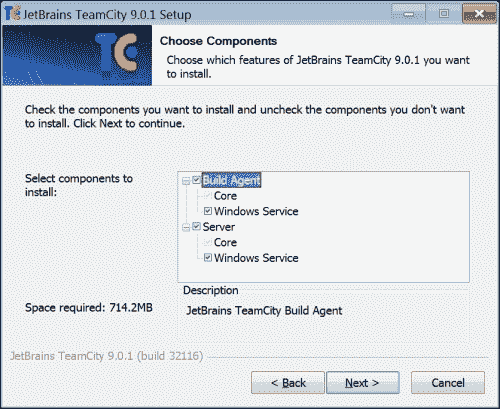 TC JetBrains TeamCity 9.0.1 Setup
TC
Choose Components
Choose which features of JetBrains TeamCity 9.0.1 you want
to install.
Check the components you want to install and uncheck the components you don't want
to install. Click Next to continue.
Select components to
install:
Build Agent
Core
Windows Service
Server
Core
Windows Service
Description
Space required: 714.2MB
JetBrains TeamCity Build Agent
JetBrains TeamCity 9.0.1 (build 32116)
< Back
Next >
Cancel